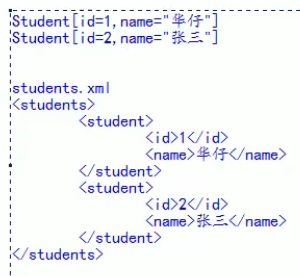 Student[id=1,name="华仔"]
Student[id=2,name="张三"]
students.xml
<students>
<student>
<id>1</id>
<name>华仔</name>
</student>
<student>
<id>2</id>
<name>张三</name>
</student>
</students>